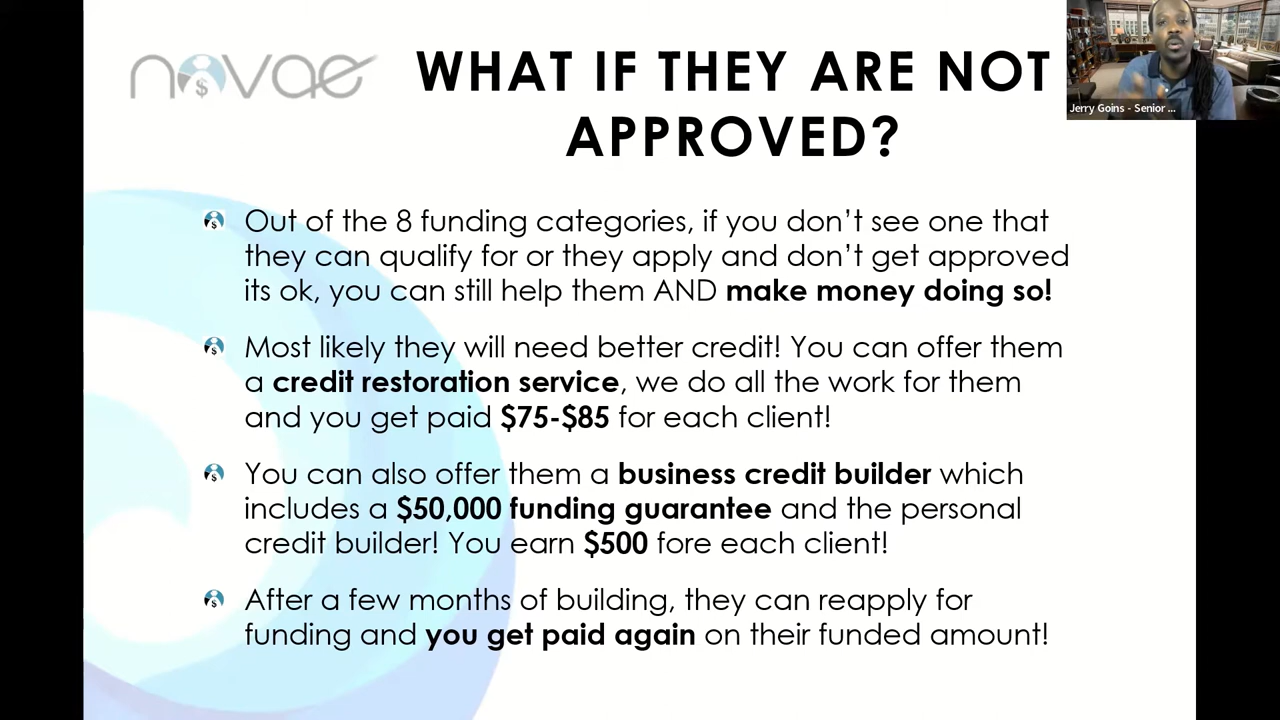 novae
WHAT IF THEY ARE NOT
APPROVED?
Jerry Goins - Senior ...
Out of the 8 funding categories, if you don’t see one that
they can qualify for or they apply and don’t get approved
its ok, you can still help them AND make money doing so!
Most likely they will need better credit! You can offer them
a credit restoration service, we do all the work for them
and you get paid $75-$85 for each client!
You can also offer them a business credit builder which
includes a $50,000 funding guarantee and the personal
credit builder! You earn $500 fore each client!
After a few months of building, they can reapply for
funding and you get paid again on their funded amount!